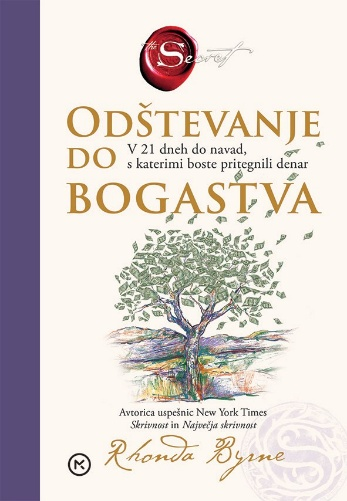 the Secret
ODŠTEVANJE
DO
V 21 dneh do navad,
s katerimi boste pritegnili denar
BOGASTVA
Avtorica uspešnic New York Times
Skrivnost in Največja skrivnost
Rhonda Byrne